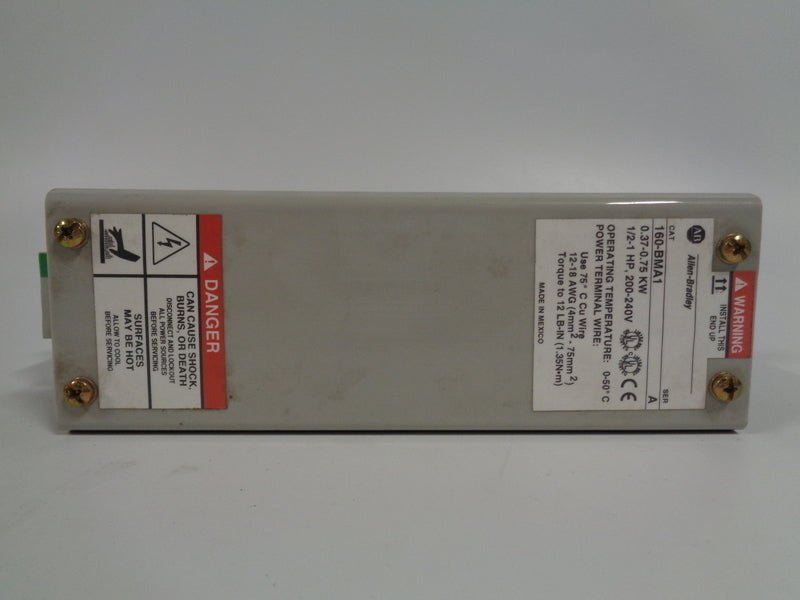 WARNING
INSTALL THIS
END UP
AB
Allen-Bradley
CAT SER
160-BMA1 A
0.37-0.75 KW
1/2-1 HP, 200-240V
CE
OPERATING TEMPERATURE: 0-50° C
POWER TERMINAL WIRE:
Use 75° C Cu Wire
12-18 AWG (4mm2 - .75mm2)
Torque to 12 LB-IN (1.35N•m)
MADE IN MEXICO
DANGER
CAN CAUSE SHOCK,
BURNS, OR DEATH
DISCONNECT AND LOCKOUT
ALL POWER SOURCES
BEFORE SERVICING
SURFACES
MAY BE HOT
ALLOW TO COOL
BEFORE SERVICING